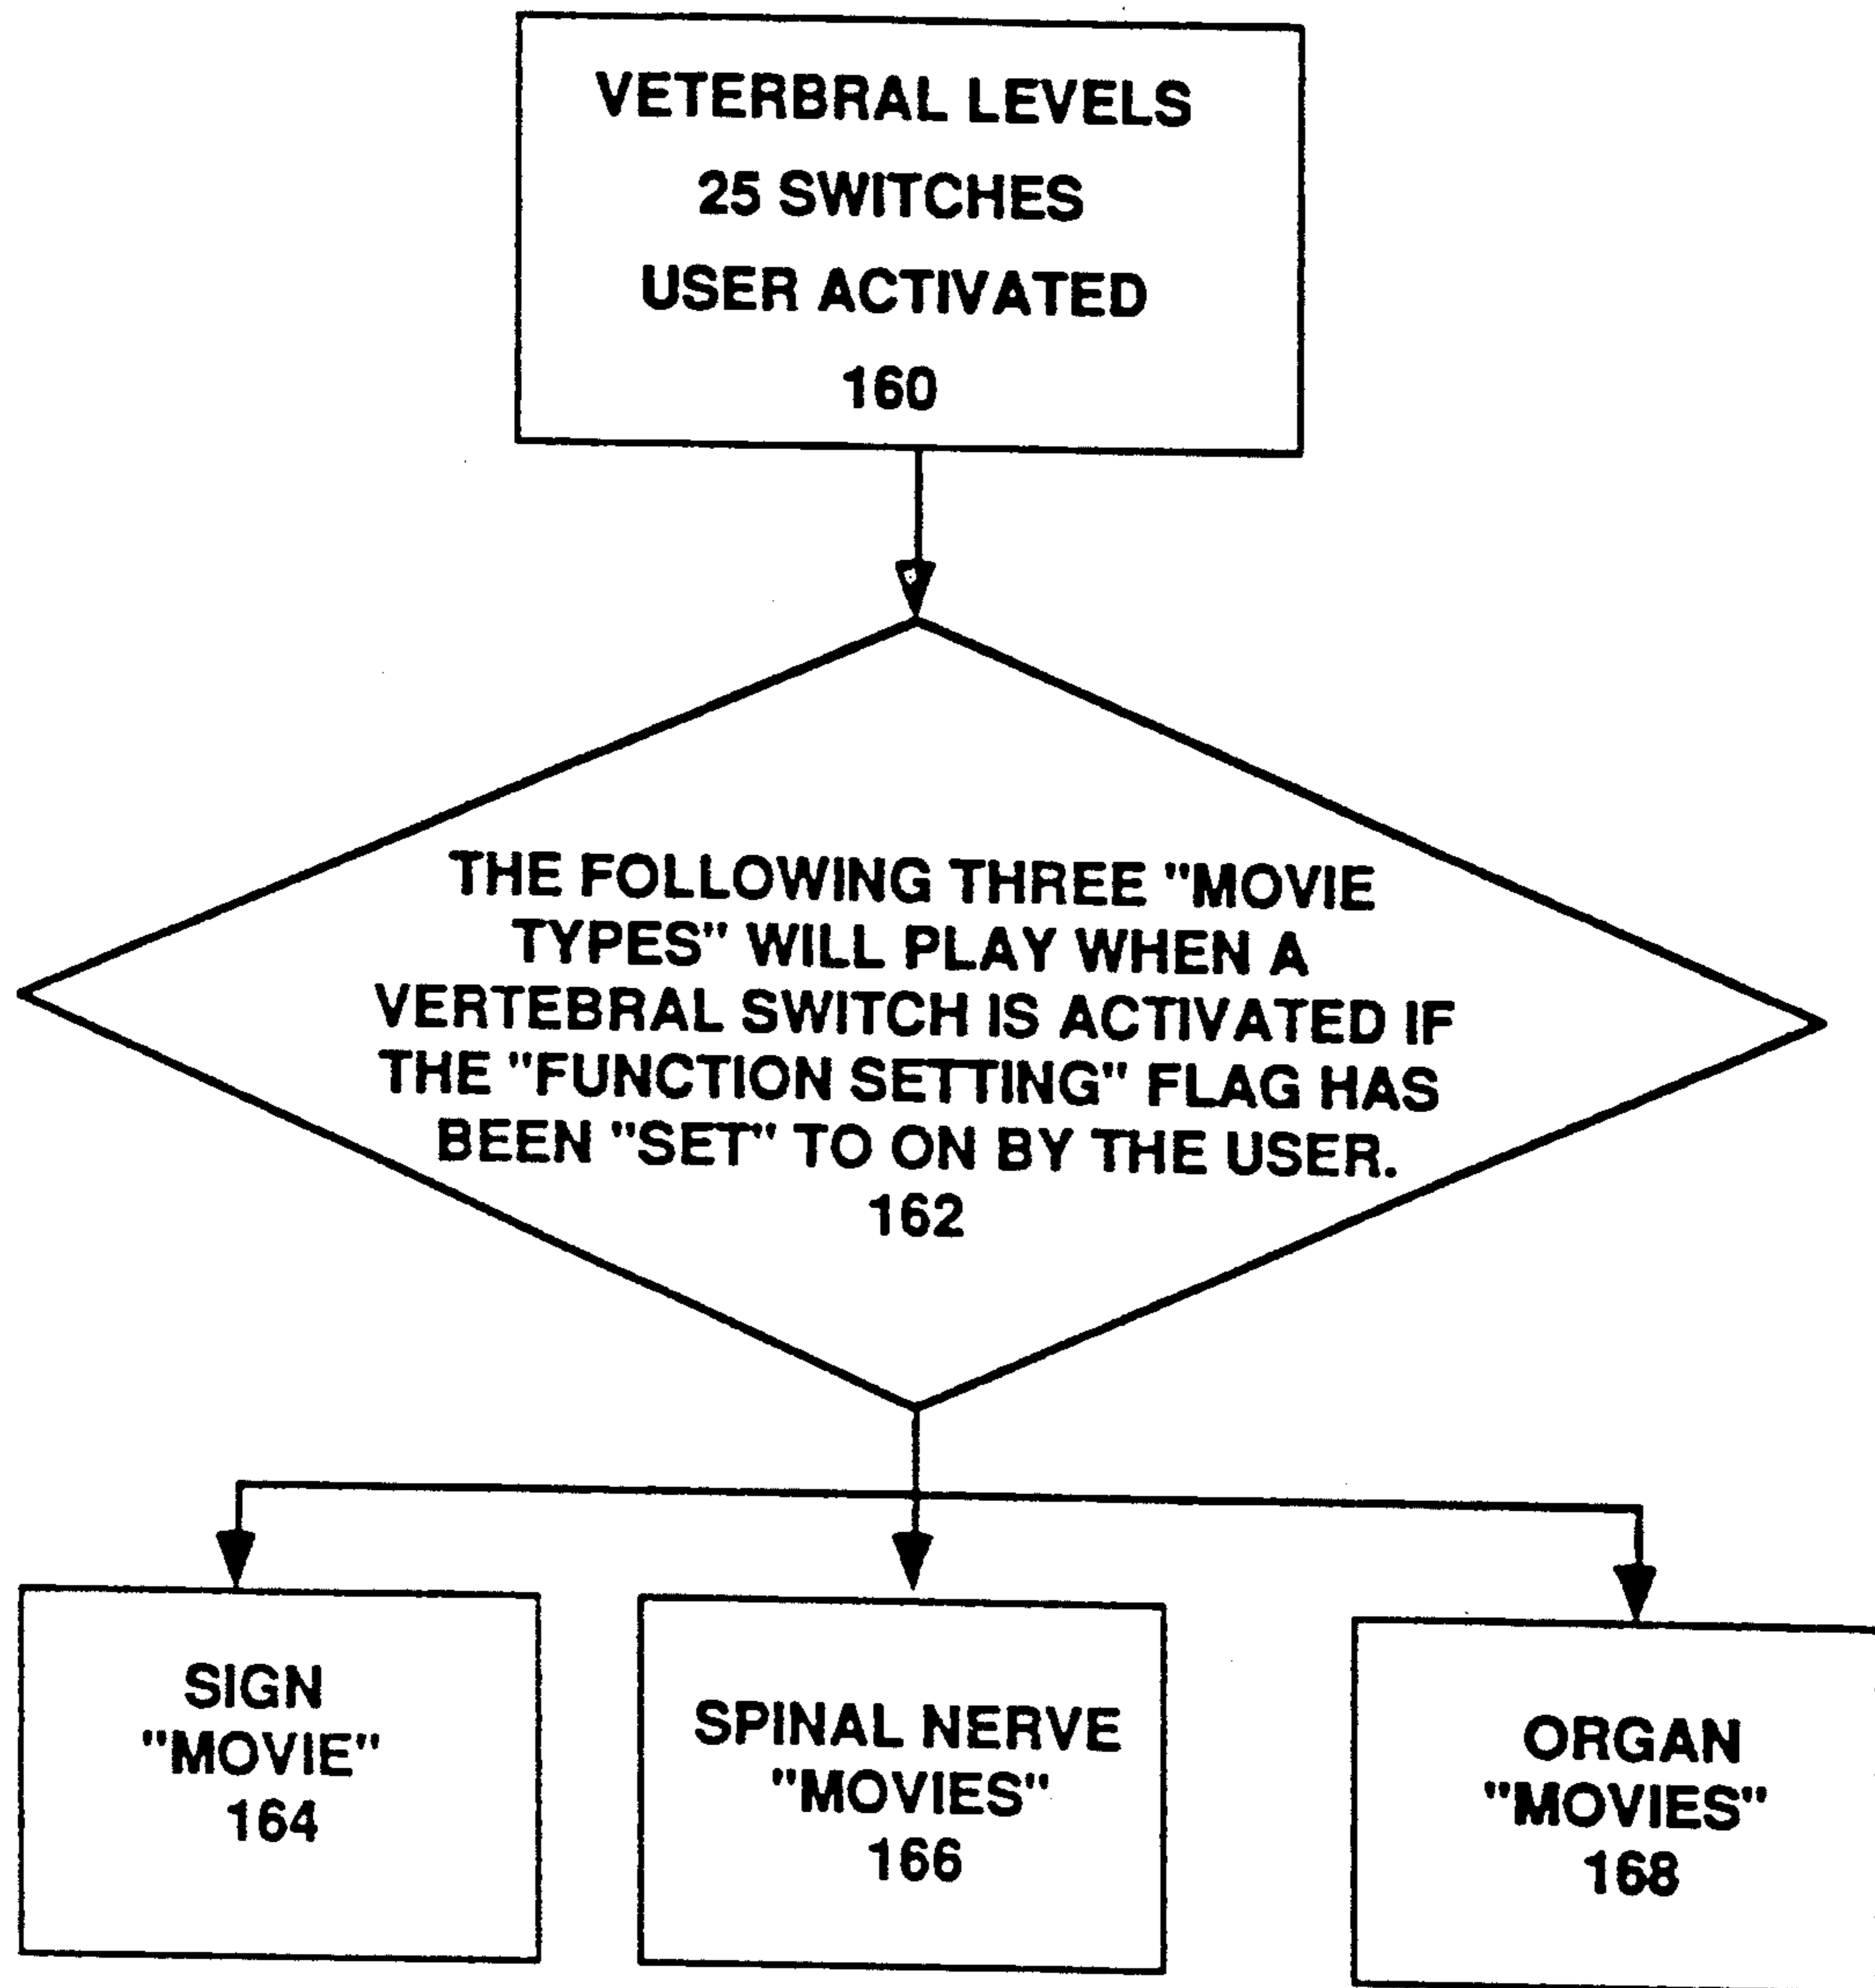 VETERBRAL LEVELS
25 SWITCHES
USER ACTIVATED
160
THE FOLLOWING THREE "MOVIE
TYPES" WILL PLAY WHEN A
VERTEBRAL SWITCH IS ACTIVATED IF
THE "FUNCTION SETTING" FLAG HAS
BEEN "SET" TO ON BY THE USER.
162
SIGN
"MOVIE"
164
SPINAL NERVE
"MOVIES"
166
ORGAN
"MOVIES"
168